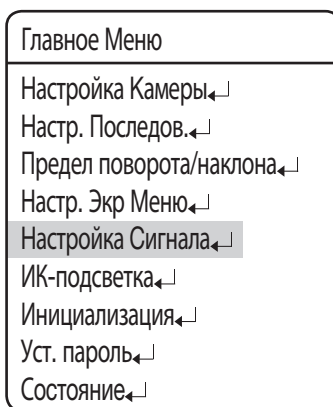 Главное Меню
Настройка Камеры↵
Настр. Последов.↵
Предел поворота/наклона↵
Настр. Экр Меню↵
Настройка Сигнала↵
ИК-подсветка↵
Инициализация↵
Уст. пароль↵
Состояние↵